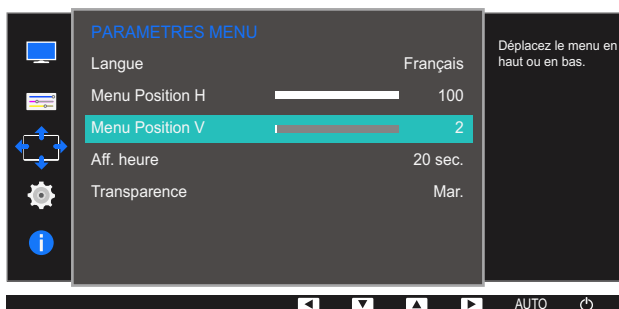 PARAMETRES MENU
Langue Français
Menu Position H 100
Menu Position V 2
Aff. heure 20 sec.
Transparence Mar.
Déplacez le menu en
haut ou en bas.
AUTO